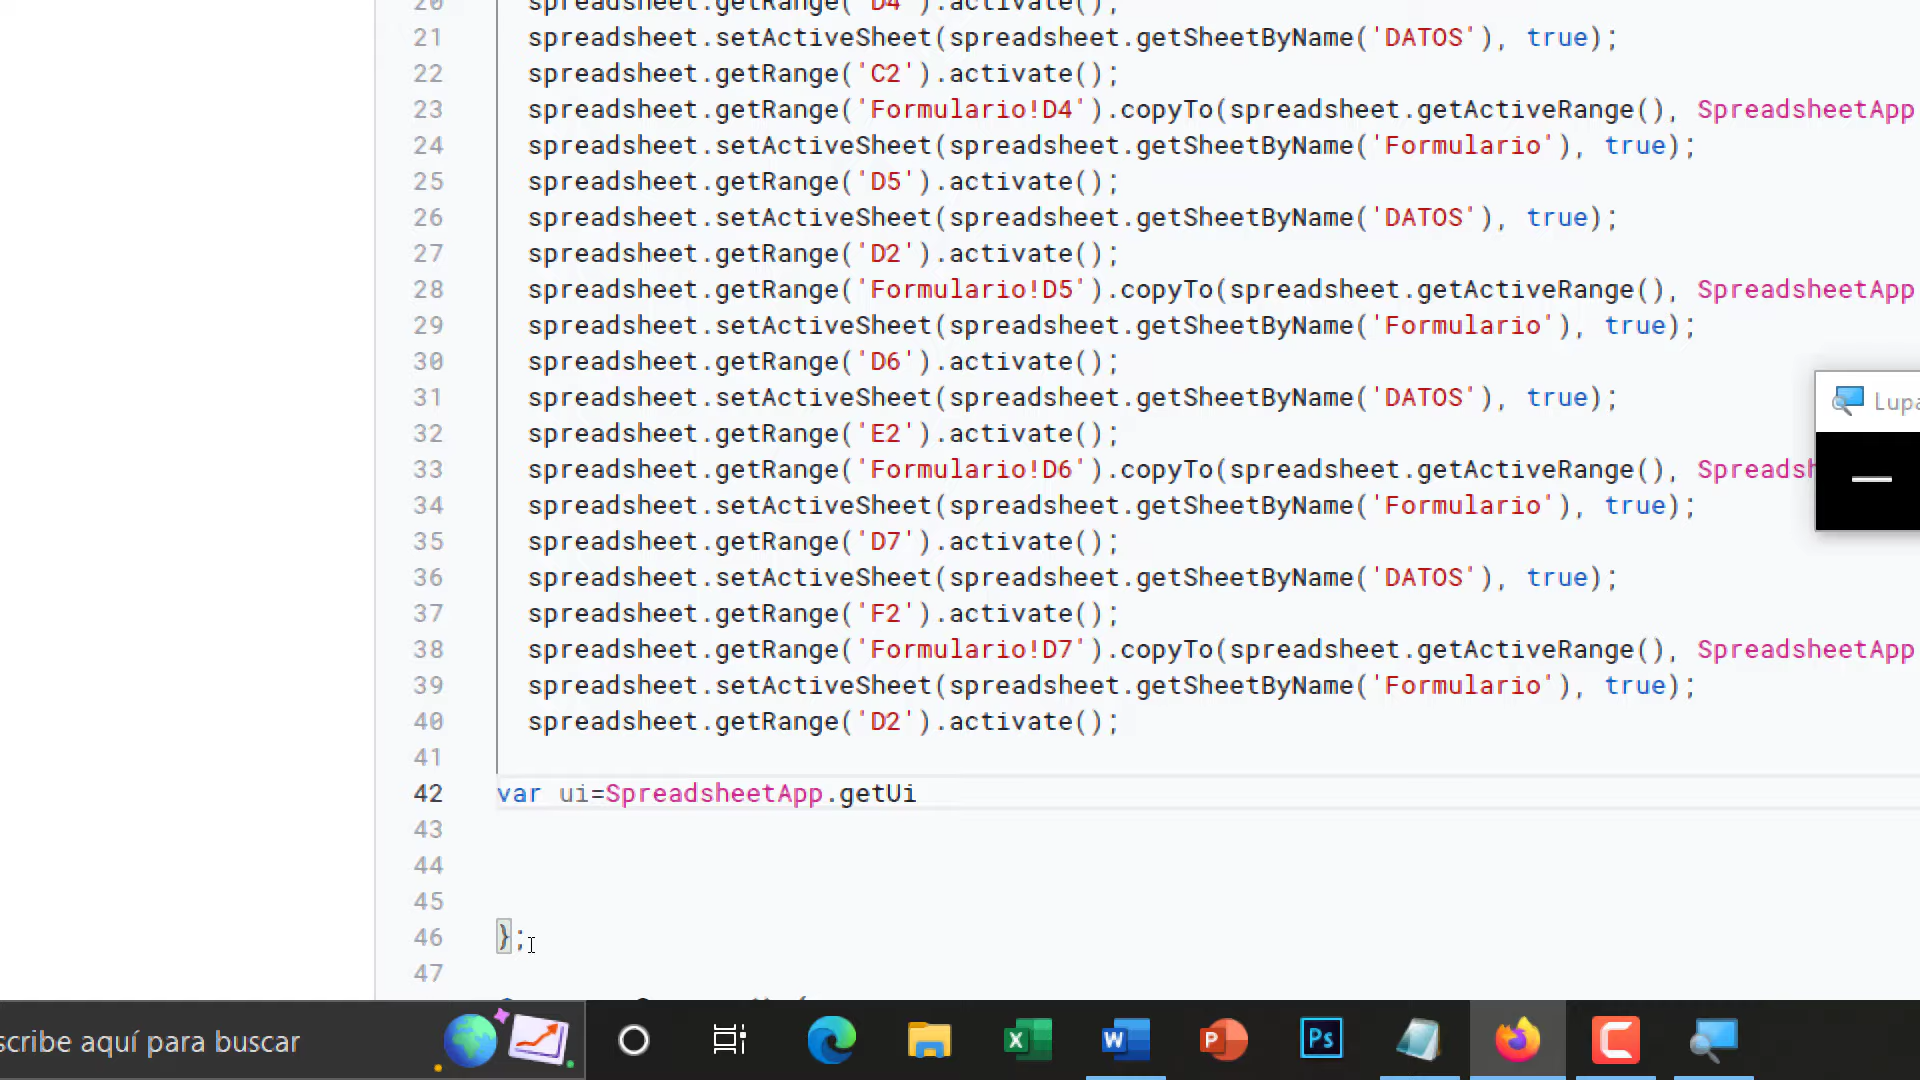 20 spreadsheet.getRange('D4').activate();
21 spreadsheet.setActiveSheet(spreadsheet.getSheetByName('DATOS'), true);
22 spreadsheet.getRange('C2').activate();
23 spreadsheet.getRange('Formulario!D4').copyTo(spreadsheet.getActiveRange(), SpreadsheetApp
24 spreadsheet.setActiveSheet(spreadsheet.getSheetByName('Formulario'), true);
25 spreadsheet.getRange('D5').activate();
26 spreadsheet.setActiveSheet(spreadsheet.getSheetByName('DATOS'), true);
27 spreadsheet.getRange('D2').activate();
28 spreadsheet.getRange('Formulario!D5').copyTo(spreadsheet.getActiveRange(), SpreadsheetApp
29 spreadsheet.setActiveSheet(spreadsheet.getSheetByName('Formulario'), true);
30 spreadsheet.getRange('D6').activate();
31 spreadsheet.setActiveSheet(spreadsheet.getSheetByName('DATOS'), true);
Lupa
32 spreadsheet.getRange('E2').activate();
33 spreadsheet.getRange('Formulario!D6').copyTo(spreadsheet.getActiveRange(), Spreadsh
34 spreadsheet.setActiveSheet(spreadsheet.getSheetByName('Formulario'), true);
35 spreadsheet.getRange('D7').activate();
36 spreadsheet.setActiveSheet(spreadsheet.getSheetByName('DATOS'), true);
37 spreadsheet.getRange('F2').activate();
38 spreadsheet.getRange('Formulario!D7').copyTo(spreadsheet.getActiveRange(), SpreadsheetApp
39 spreadsheet.setActiveSheet(spreadsheet.getSheetByName('Formulario'), true);
40 spreadsheet.getRange('D2').activate();
41
42 var ui=SpreadsheetApp.getUi
43
44
45
46 };
47
scribe aquí para buscar
X
W
P
Ps